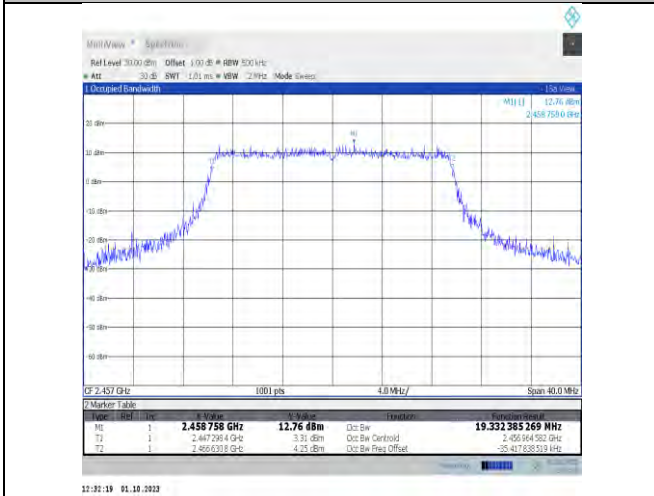 MultiView Spectrum
Ref Level 30.00 dBm Offset 1.00 dB RBW 500 kHz
Att 30 dB SWT 1.01 ms VBW 2 MHz Mode Sweep
1 Occupied Bandwidth
M1[1] 12.76 dBm
2.458 758 0 GHz
20 dBm
M1
10 dBm
0 dBm
-10 dBm
-20 dBm
-30 dBm
-40 dBm
-50 dBm
-60 dBm
CF 2.457 GHz 1001 pts 4.0 MHz/ Span 40.0 MHz
2 Marker Table
Type Ref Trc X-Value Y-Value Function Function Result
M1 1 2.458 758 GHz 12.76 dBm Occ Bw 19.332 385 269 MHz
T1 1 2.447 298 4 GHz 3.31 dBm Occ Bw Centroid 2.456 964 582 GHz
T2 1 2.466 630 8 GHz 4.25 dBm Occ Bw Freq Offset -35.417 838 519 kHz
12:32:19 01.10.2023